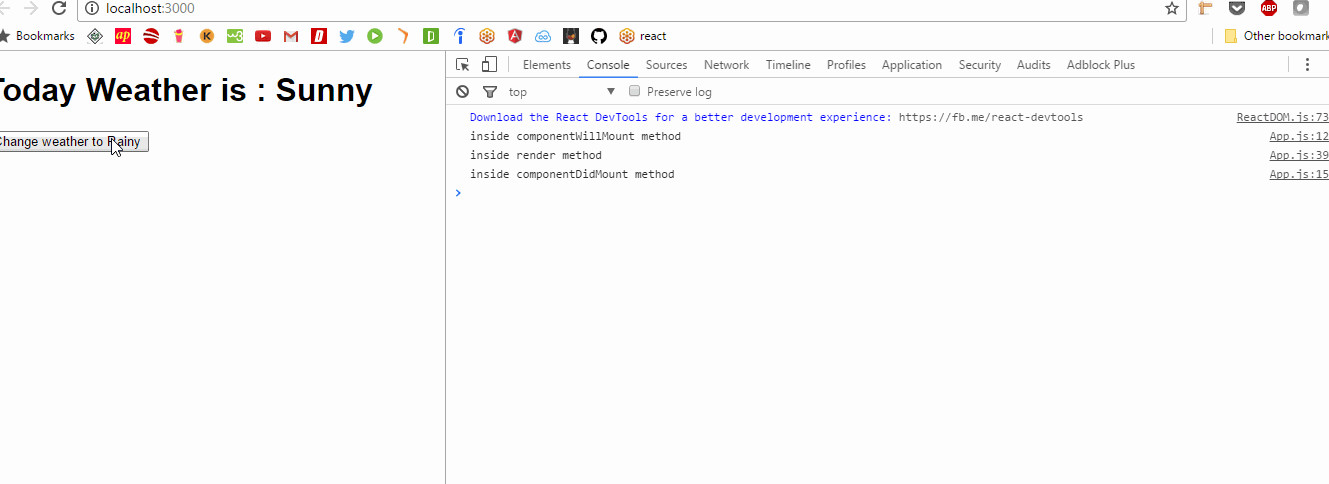 localhost:3000
ABP
Bookmarks
ap
K
w3
react
Other bookmark
Today Weather is : Sunny
Change weather to Rainy
Elements Console Sources Network Timeline Profiles Application Security Audits Adblock Plus
top Preserve log
Download the React DevTools for a better development experience: https://fb.me/react-devtools ReactDOM.js:73
inside componentWillMount method App.js:12
inside render method App.js:39
inside componentDidMount method App.js:15